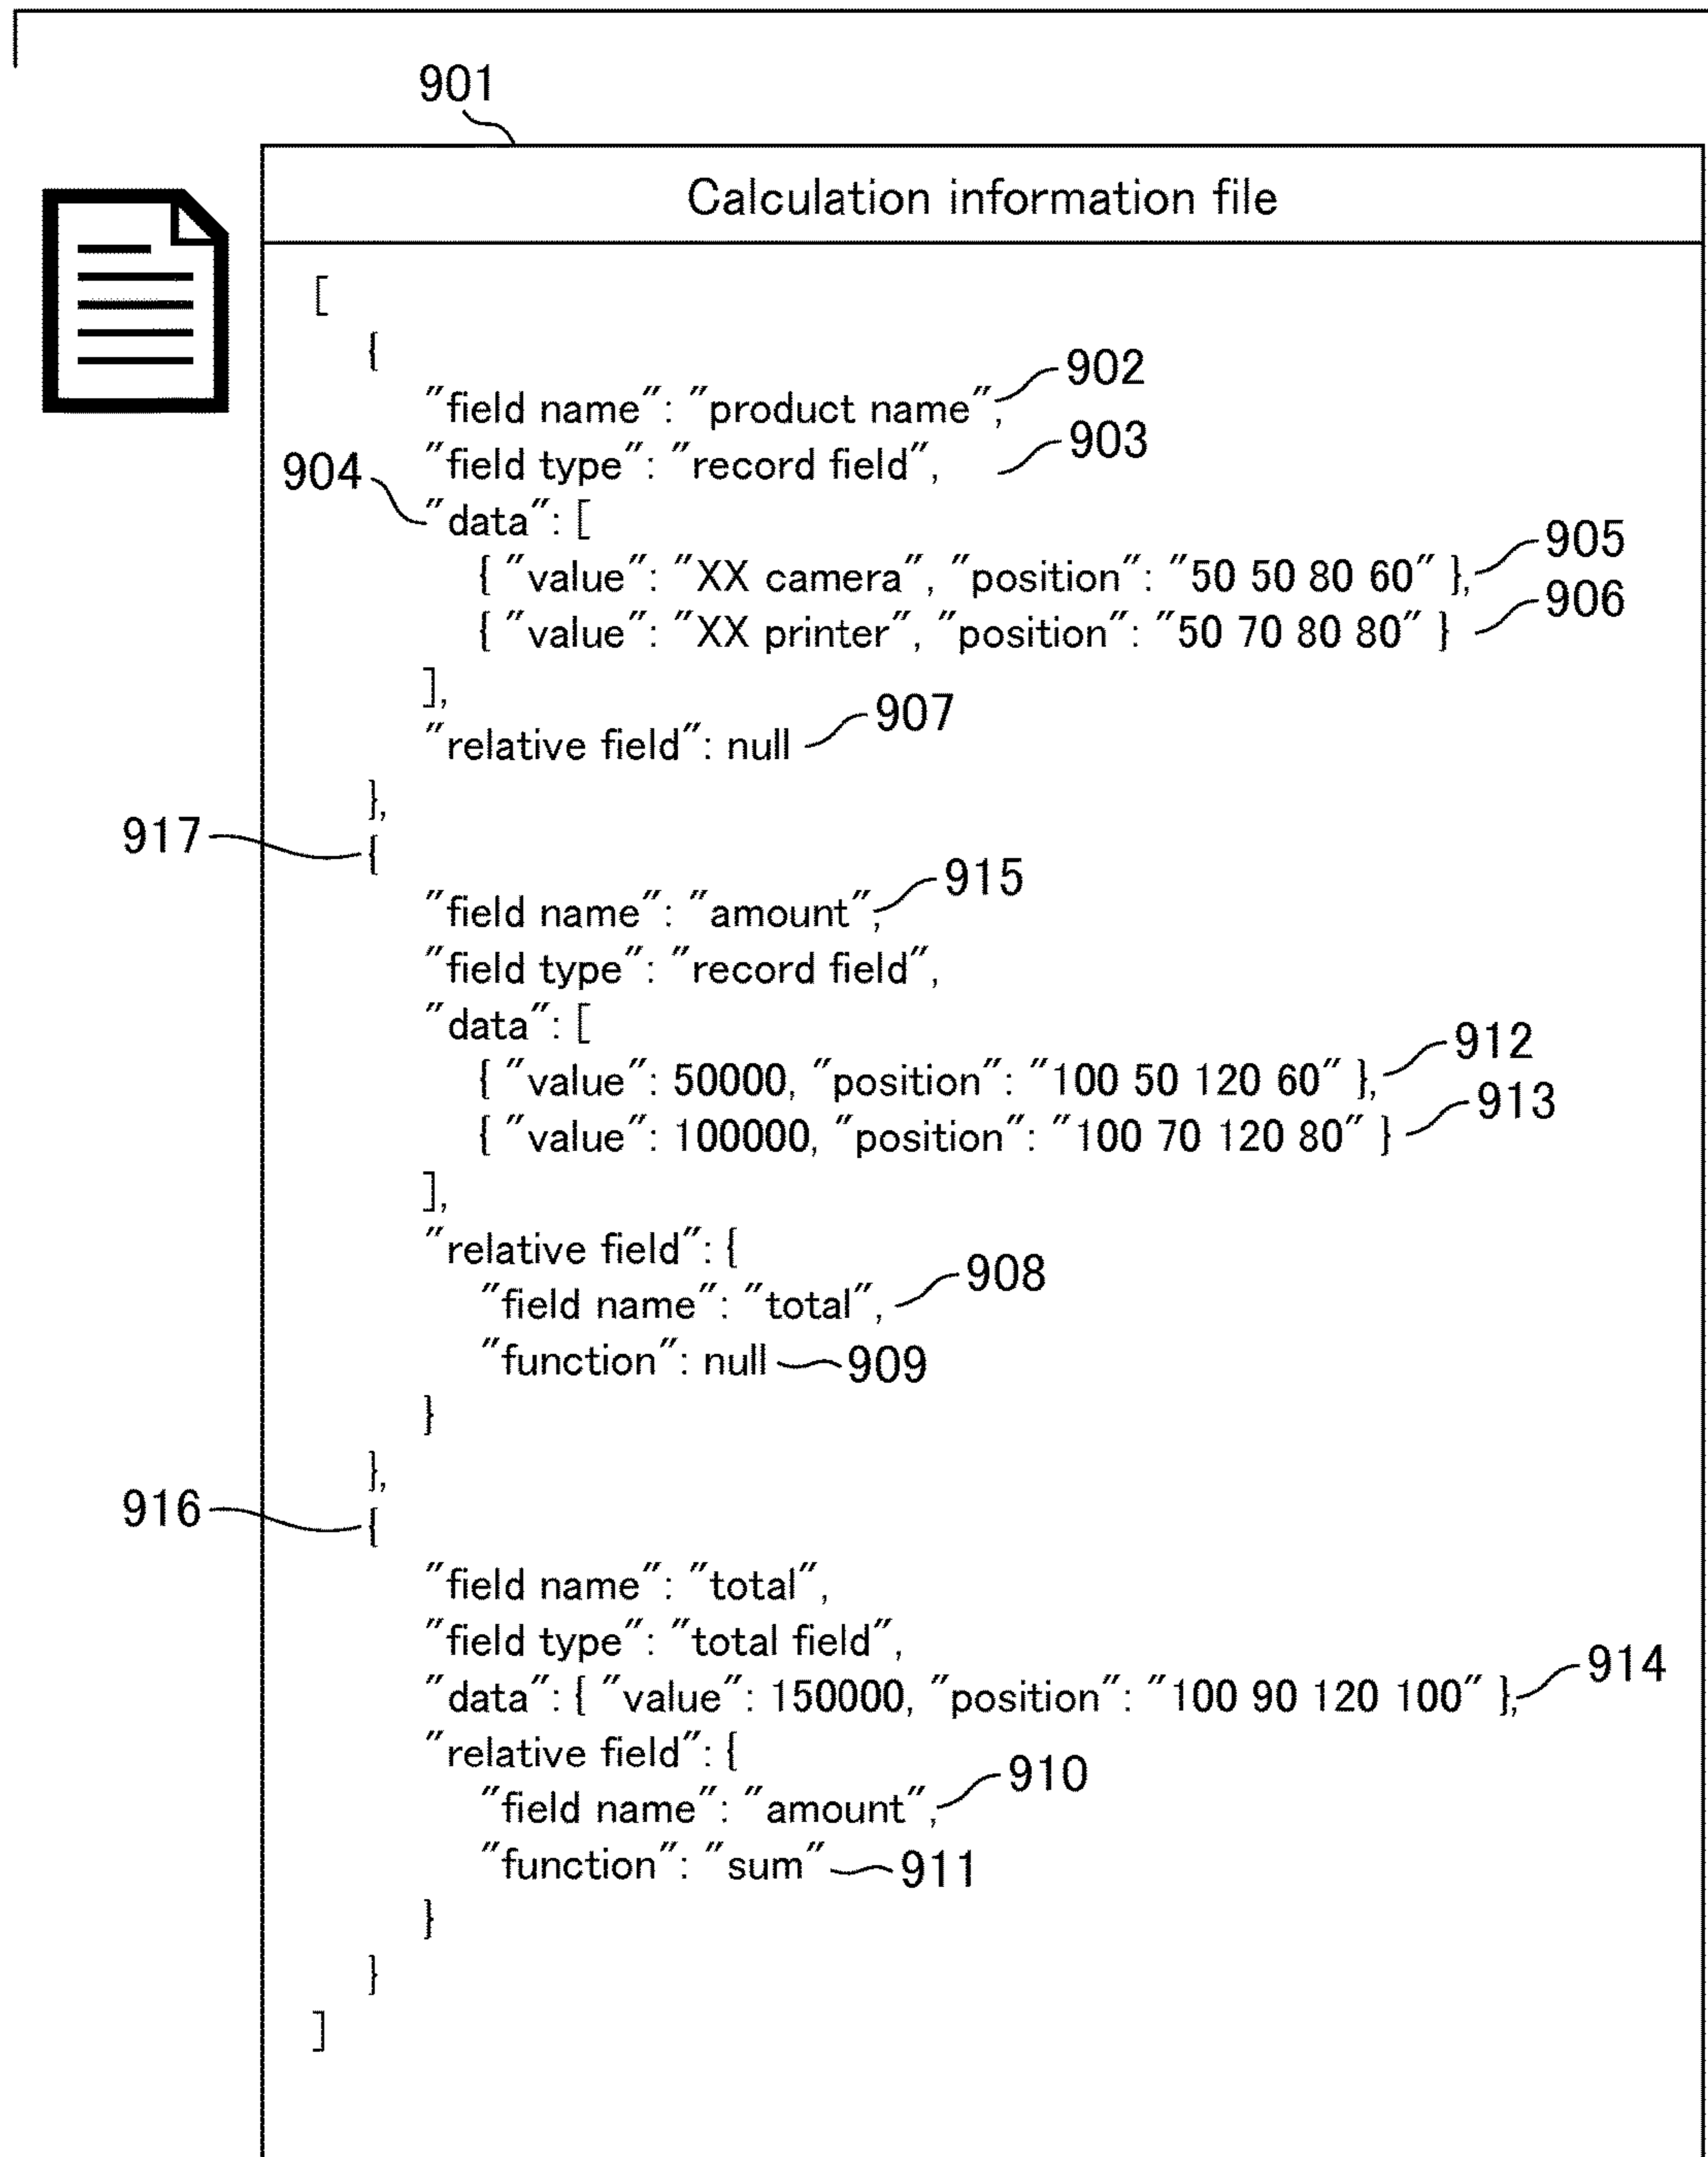 901
Calculation information file
[
{
"field name": "product name", 902
"field type": "record field", 903
904 "data": [
{ "value": "XX camera", "position": "50 50 80 60" }, 905
{ "value": "XX printer", "position": "50 70 80 80" } 906
],
"relative field": null 907
},
917 {
"field name": "amount", 915
"field type": "record field",
"data": [
{ "value": 50000, "position": "100 50 120 60" }, 912
{ "value": 100000, "position": "100 70 120 80" } 913
],
"relative field": {
"field name": "total", 908
"function": null 909
}
},
916 {
"field name": "total",
"field type": "total field",
"data": { "value": 150000, "position": "100 90 120 100" }, 914
"relative field": {
"field name": "amount", 910
"function": "sum" 911
}
}
]